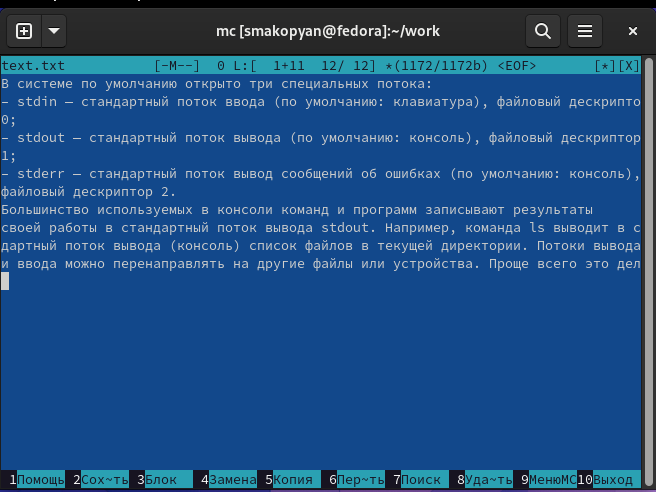 mc [smakopyan@fedora]:~/work
text.txt [-M--] 0 L:[ 1+11 12/ 12] *(1172/1172b) <EOF> [*][X]
В системе по умолчанию открыто три специальных потока:
– stdin — стандартный поток ввода (по умолчанию: клавиатура), файловый дескрипто
0;
– stdout — стандартный поток вывода (по умолчанию: консоль), файловый дескриптор
1;
– stderr — стандартный поток вывод сообщений об ошибках (по умолчанию: консоль),
файловый дескриптор 2.
Большинство используемых в консоли команд и программ записывают результаты
своей работы в стандартный поток вывода stdout. Например, команда ls выводит в с
дартный поток вывода (консоль) список файлов в текущей директории. Потоки вывода
и ввода можно перенаправлять на другие файлы или устройства. Проще всего это дел
1Помощь 2Сох~ть 3Блок 4Замена 5Копия 6Пер~ть 7Поиск 8Уда~ть 9МенюMC 10Выход